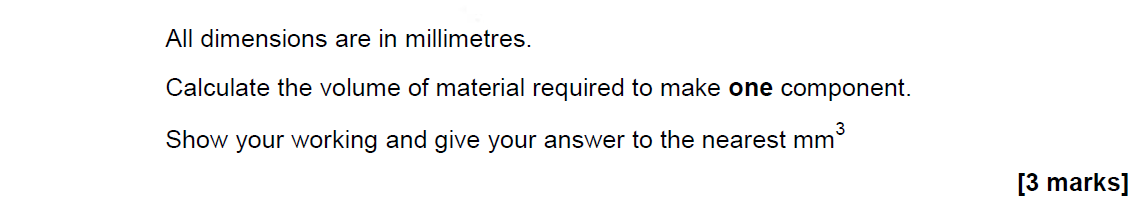 All dimensions are in millimetres.
Calculate the volume of material required to make one component.
Show your working and give your answer to the nearest mm³
[3 marks]